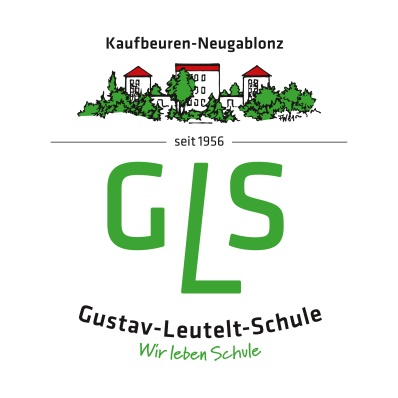 Kaufbeuren-Neugablonz
seit 1956
GLS
Gustav-Leutelt-Schule
Wir leben Schule